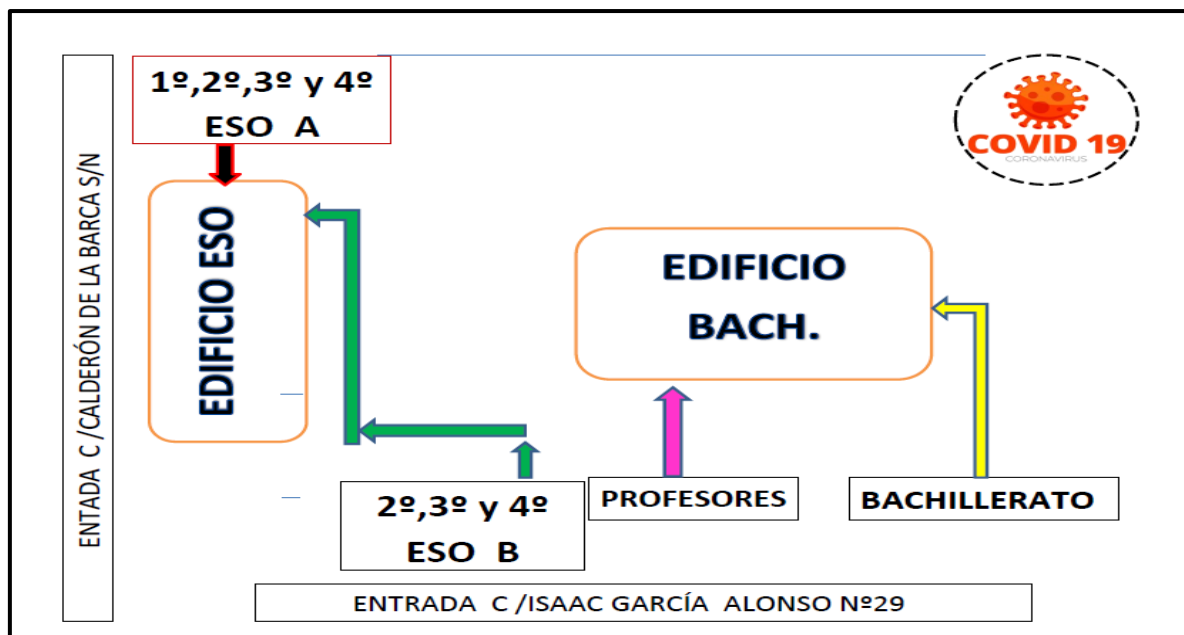 ENTADA C /CALDERÓN DE LA BARCA S/N
1º,2º,3º y 4º
ESO A
COVID 19
CORONAVIRUS
EDIFICIO ESO
EDIFICIO
BACH.
2º,3º y 4º
ESO B
PROFESORES
BACHILLERATO
ENTRADA C /ISAAC GARCÍA ALONSO Nº29